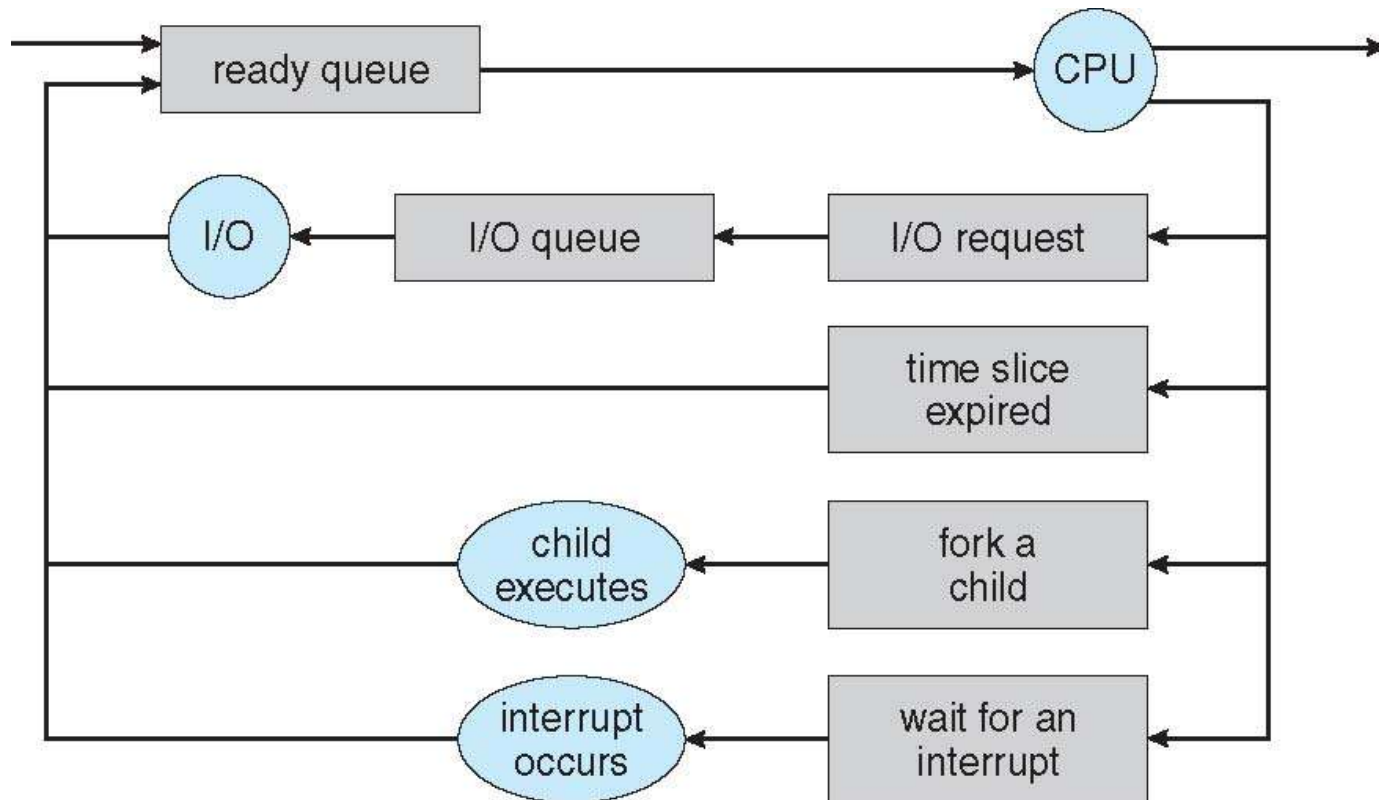 ready queue
CPU
I/O
I/O queue
I/O request
time slice
expired
child
executes
fork a
child
interrupt
occurs
wait for an
interrupt